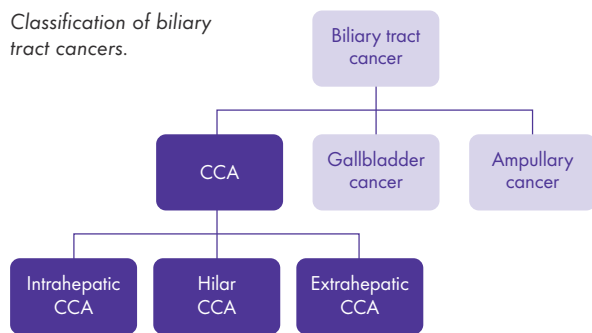 Classification of biliary
tract cancers.
Biliary tract
cancer
CCA
Gallbladder
cancer
Ampullary
cancer
Intrahepatic
CCA
Hilar
CCA
Extrahepatic
CCA